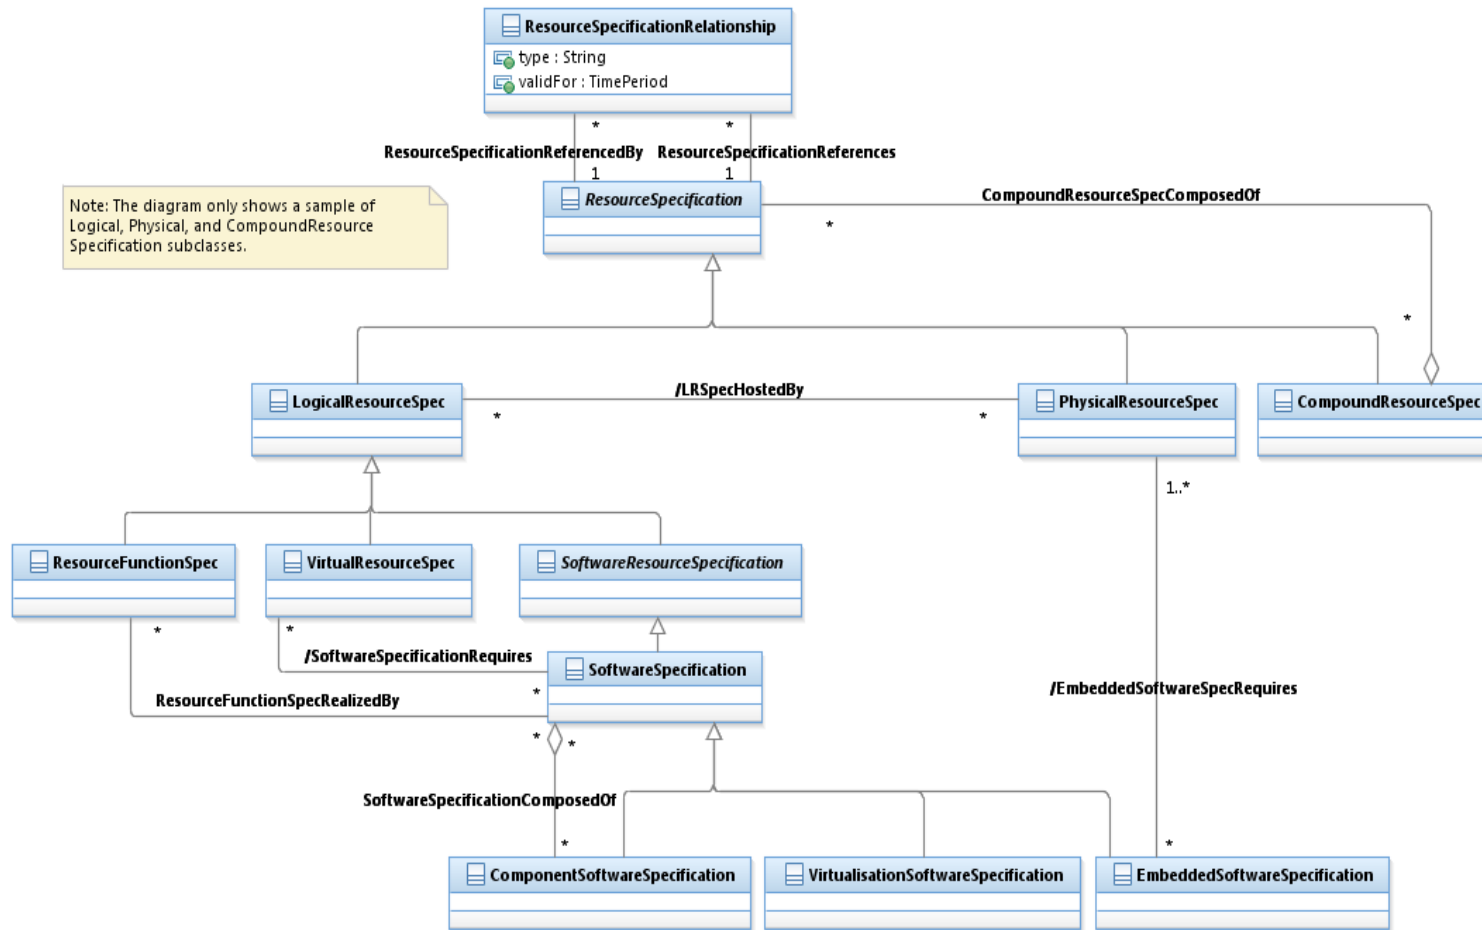 ResourceSpecificationRelationship
type : String
validFor : TimePeriod
*
*
ResourceSpecificationReferencedBy
ResourceSpecificationReferences
1
1
Note: The diagram only shows a sample of
Logical, Physical, and CompoundResource
Specification subclasses.
ResourceSpecification
CompoundResourceSpecComposedOf
*
*
LogicalResourceSpec
/LRSpecHostedBy
*
*
PhysicalResourceSpec
CompoundResourceSpec
1..*
ResourceFunctionSpec
VirtualResourceSpec
SoftwareResourceSpecification
*
*
/SoftwareSpecificationRequires
SoftwareSpecification
*
ResourceFunctionSpecRealizedBy
/EmbeddedSoftwareSpecRequires
*
*
SoftwareSpecificationComposedOf
*
*
ComponentSoftwareSpecification
VirtualisationSoftwareSpecification
EmbeddedSoftwareSpecification